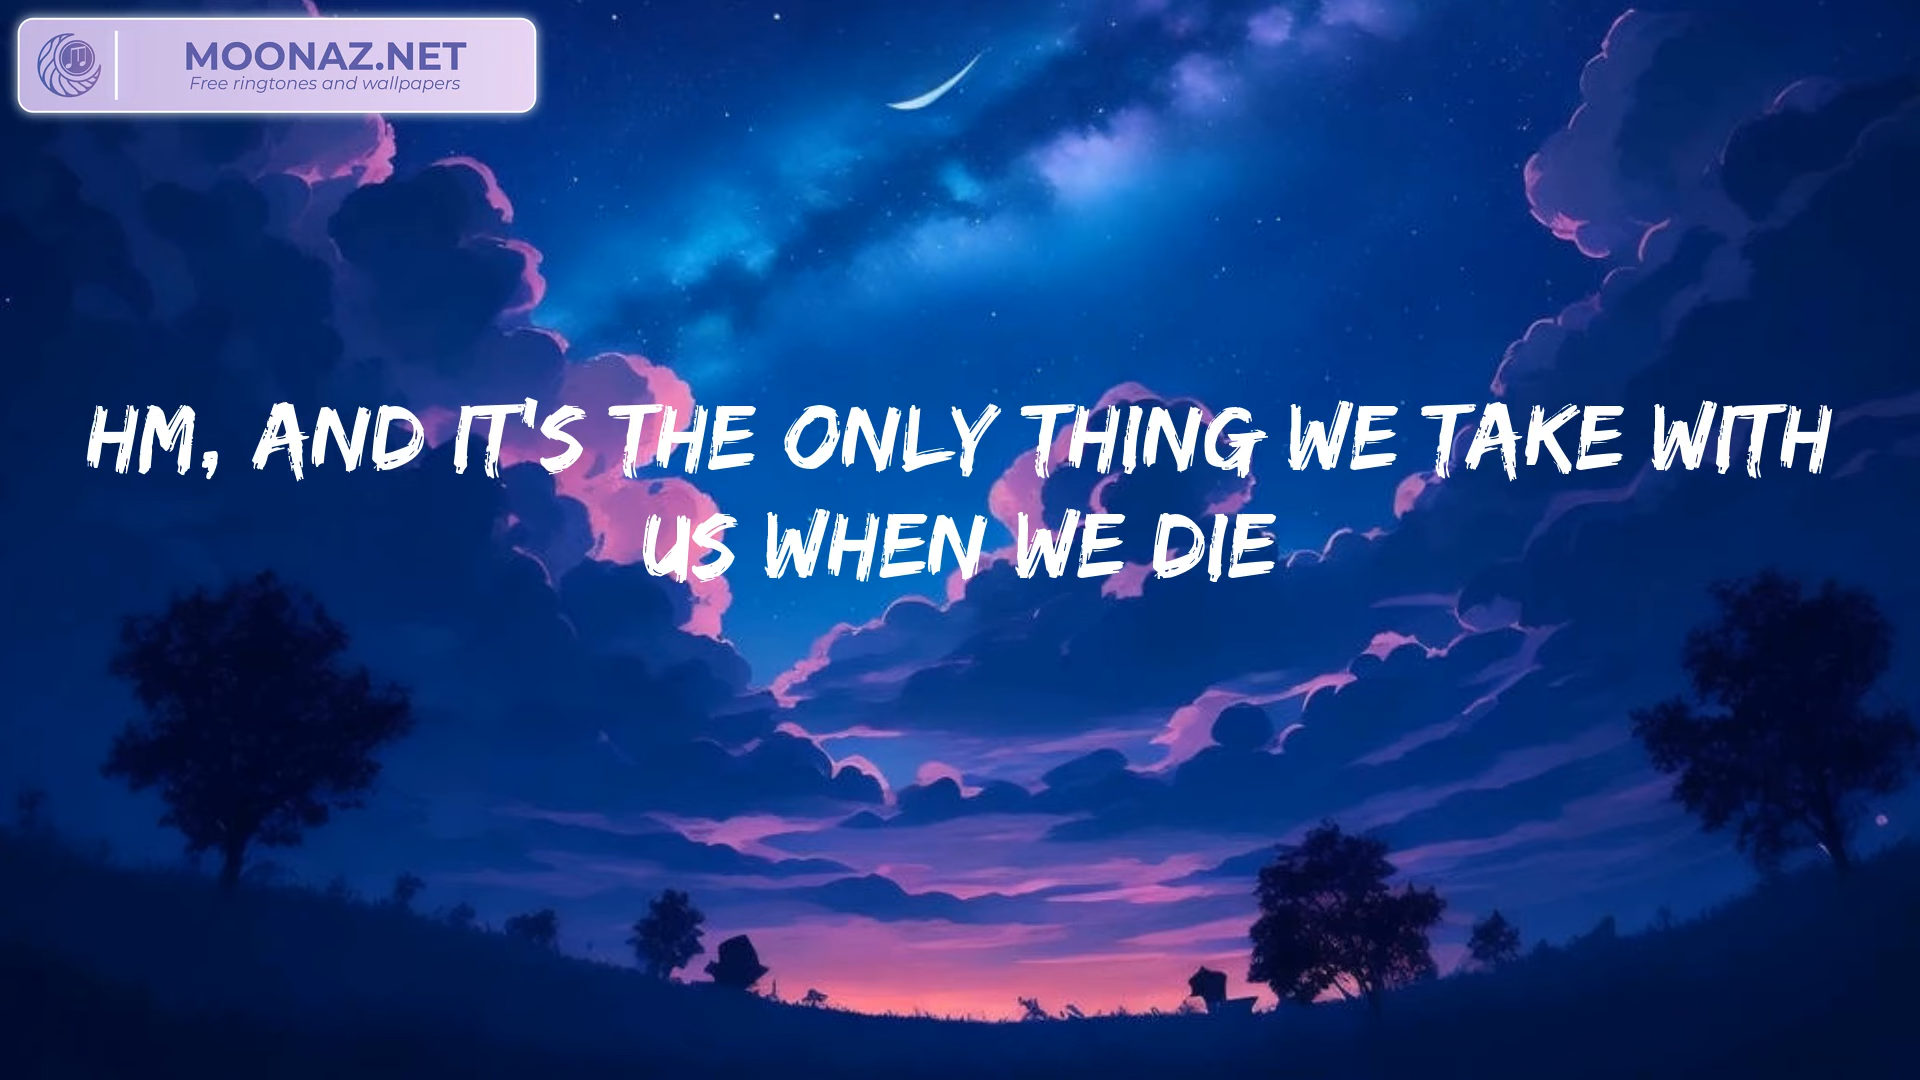 MOONAZ.NET
Free ringtones and wallpapers
HM, AND IT'S THE ONLY THING WE TAKE WITH
US WHEN WE DIE